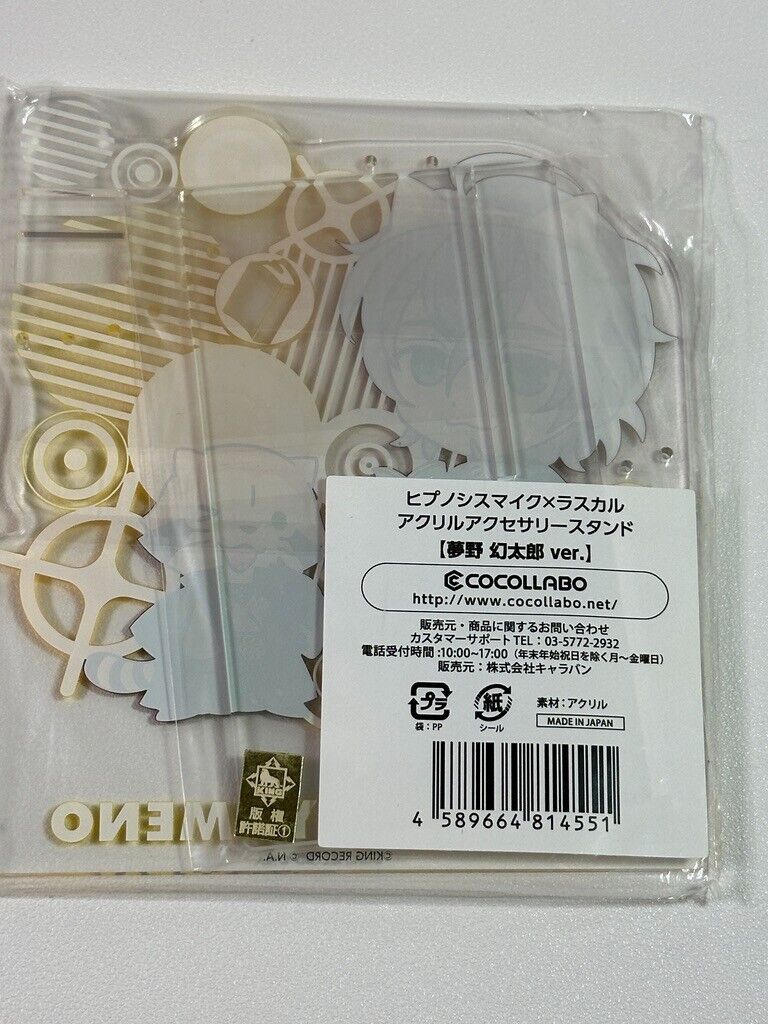 ヒプノシスマイク×ラスカル
アクリルアクセサリースタンド
【夢野 幻太郎 ver.】
COCOLLABO
http://www.cocollabo.net/
販売元・商品に関するお問い合わせ
カスタマーサポート TEL : 03-5772-2932
電話受付時間 :10:00~17:00（年末年始祝日を除く月～金曜日）
販売元 : 株式会社キャラバン
プラ
袋 : PP
紙
シール
素材 : アクリル
MADE IN JAPAN
4 589664 814551
KING
版権
許諾証①
Y MENO
©KING RECORD © N.A.